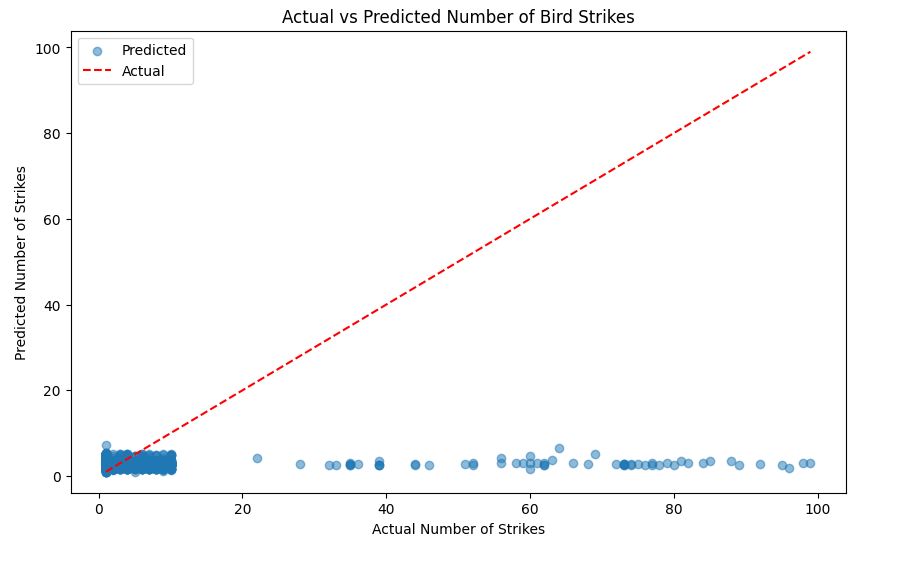 Actual vs Predicted Number of Bird Strikes
Predicted
Actual
Predicted Number of Strikes
100
80
60
40
20
0
0 20 40 60 80 100
Actual Number of Strikes